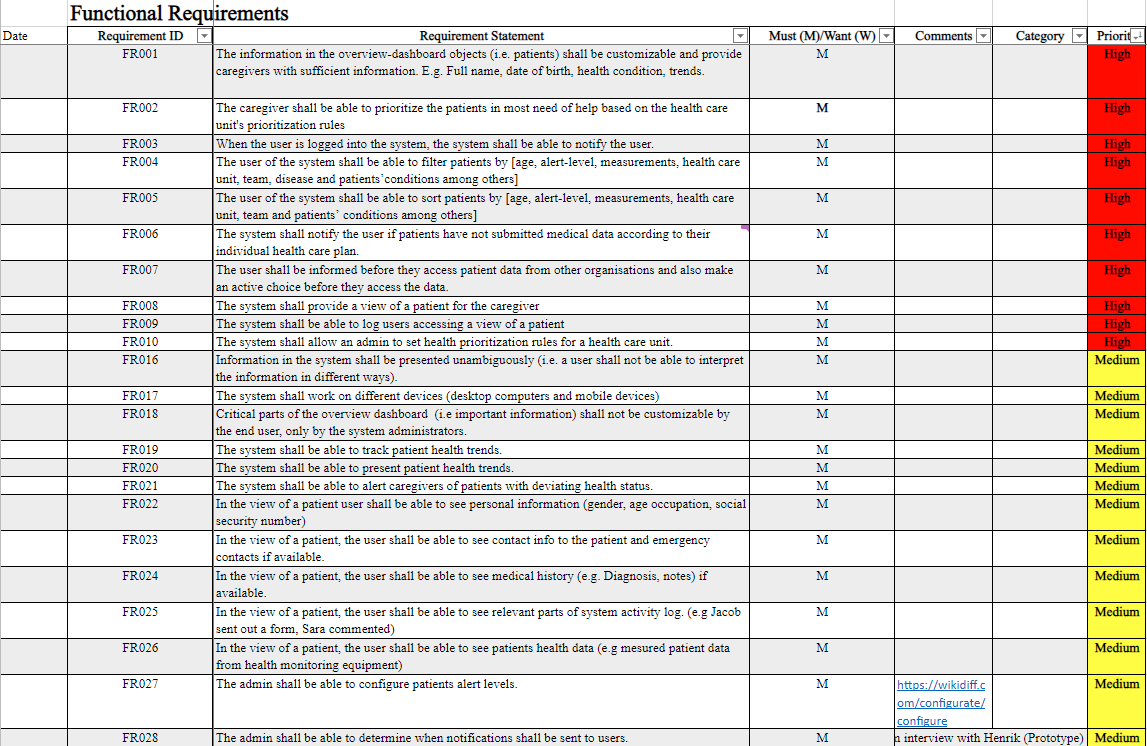 Functional Requirements
Date Requirement ID Requirement Statement Must (M)/Want (W) Comments Category Priorit
FR001 The information in the overview-dashboard objects (i.e. patients) shall be customizable and provide M High
caregivers with sufficient information. E.g. Full name, date of birth, health condition, trends.
FR002 The caregiver shall be able to prioritize the patients in most need of help based on the health care M High
unit's prioritization rules
FR003 When the user is logged into the system, the system shall be able to notify the user. M High
FR004 The user of the system shall be able to filter patients by [age, alert-level, measurements, health care M High
unit, team, disease and patients’conditions among others]
FR005 The user of the system shall be able to sort patients by [age, alert-level, measurements, health care M High
unit, team and patients’ conditions among others]
FR006 The system shall notify the user if patients have not submitted medical data according to their M High
individual health care plan.
FR007 The user shall be informed before they access patient data from other organisations and also make M High
an active choice before they access the data.
FR008 The system shall provide a view of a patient for the caregiver M High
FR009 The system shall be able to log users accessing a view of a patient M High
FR010 The system shall allow an admin to set health prioritization rules for a health care unit. M High
FR016 Information in the system shall be presented unambiguously (i.e. a user shall not be able to interpret M Medium
the information in different ways).
FR017 The system shall work on different devices (desktop computers and mobile devices) M Medium
FR018 Critical parts of the overview dashboard (i.e important information) shall not be customizable by M Medium
the end user, only by the system administrators.
FR019 The system shall be able to track patient health trends. M Medium
FR020 The system shall be able to present patient health trends. M Medium
FR021 The system shall be able to alert caregivers of patients with deviating health status. M Medium
FR022 In the view of a patient user shall be able to see personal information (gender, age occupation, social M Medium
security number)
FR023 In the view of a patient, the user shall be able to see contact info to the patient and emergency M Medium
contacts if available.
FR024 In the view of a patient, the user shall be able to see medical history (e.g. Diagnosis, notes) if M Medium
available.
FR025 In the view of a patient, the user shall be able to see relevant parts of system activity log. (e.g Jacob M Medium
sent out a form, Sara commented)
FR026 In the view of a patient, the user shall be able to see patients health data (e.g mesured patient data M Medium
from health monitoring equipment)
FR027 The admin shall be able to configure patients alert levels. M https://wikidiff.c Medium
om/configurate/
configure
FR028 The admin shall be able to determine when notifications shall be sent to users. M n interview with Henrik (Prototype) Medium